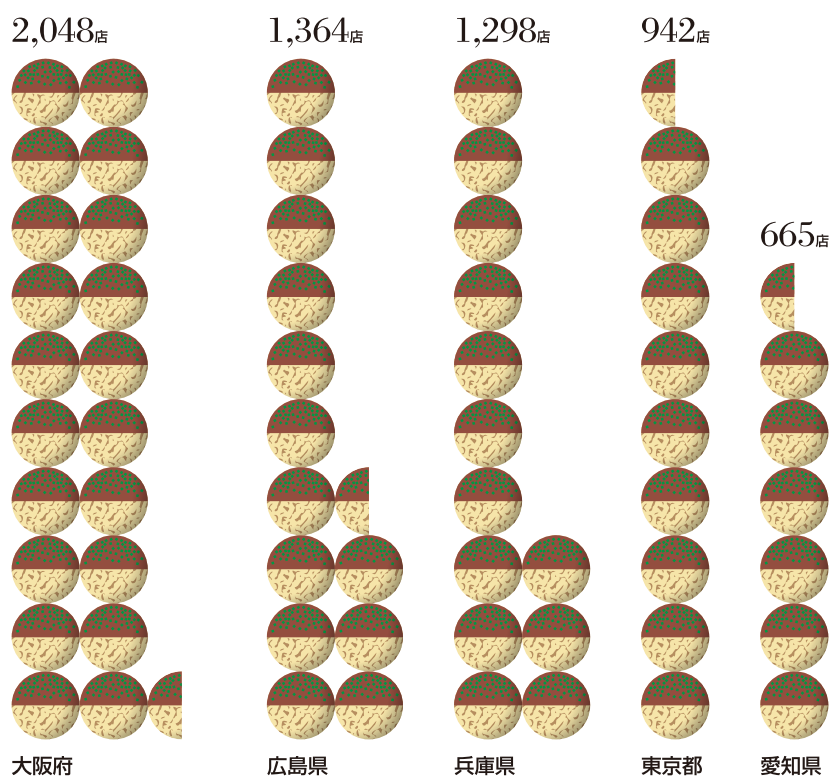 2,048店
1,364店
1,298店
942店
665店
大阪府
広島県
兵庫県
東京都
愛知県